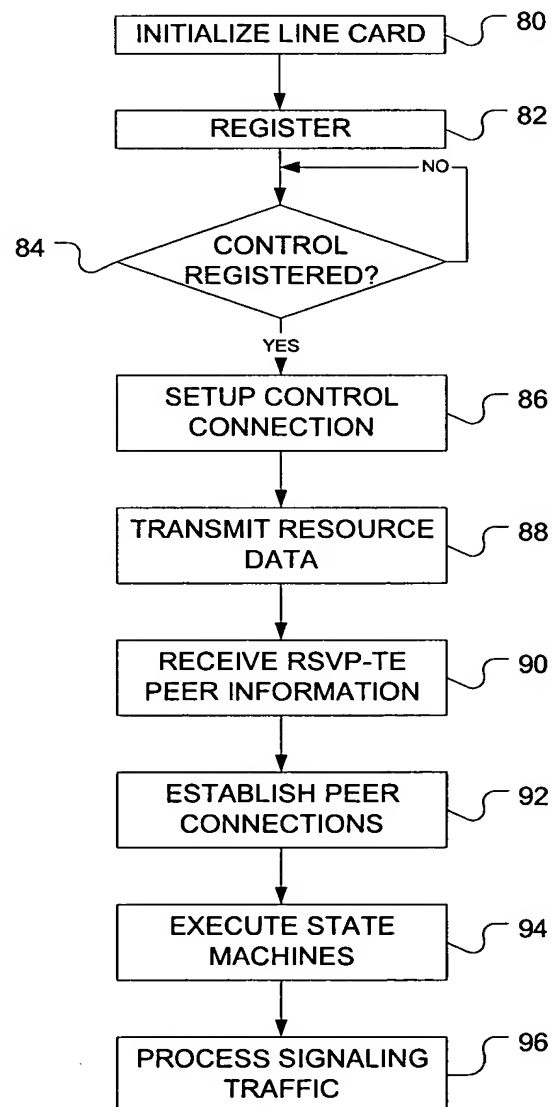 INITIALIZE LINE CARD
80
REGISTER
82
NO
84
CONTROL
REGISTERED?
YES
SETUP CONTROL
CONNECTION
86
TRANSMIT RESOURCE
DATA
88
RECEIVE RSVP-TE
PEER INFORMATION
90
ESTABLISH PEER
CONNECTIONS
92
EXECUTE STATE
MACHINES
94
PROCESS SIGNALING
TRAFFIC
96